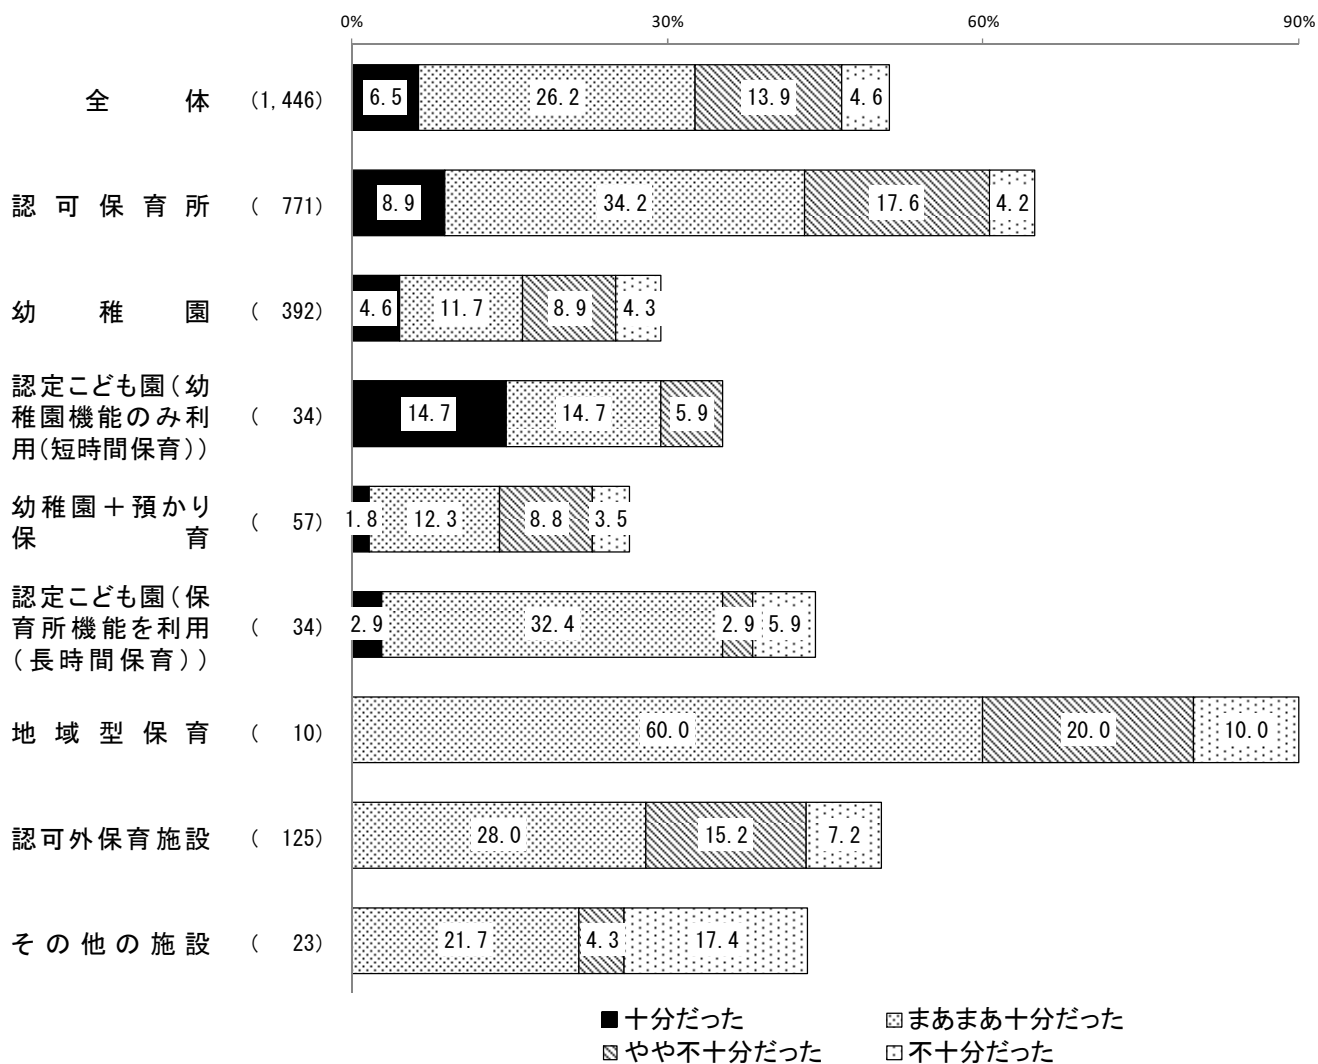 0% 30% 60% 90%
全体 (1,446) 6.5 26.2 13.9 4.6
認可保育所 ( 771) 8.9 34.2 17.6 4.2
幼稚園 ( 392) 4.6 11.7 8.9 4.3
認定こども園(幼
稚園機能のみ利 ( 34) 14.7 14.7 5.9
用(短時間保育))
幼稚園＋預かり
保育 ( 57) 1.8 12.3 8.8 3.5
認定こども園(保
育所機能を利用 ( 34) 2.9 32.4 2.9 5.9
(長時間保育))
地域型保育 ( 10) 60.0 20.0 10.0
認可外保育施設 ( 125) 28.0 15.2 7.2
その他の施設 ( 23) 21.7 4.3 17.4
十分だった まあまあ十分だった
やや不十分だった 不十分だった